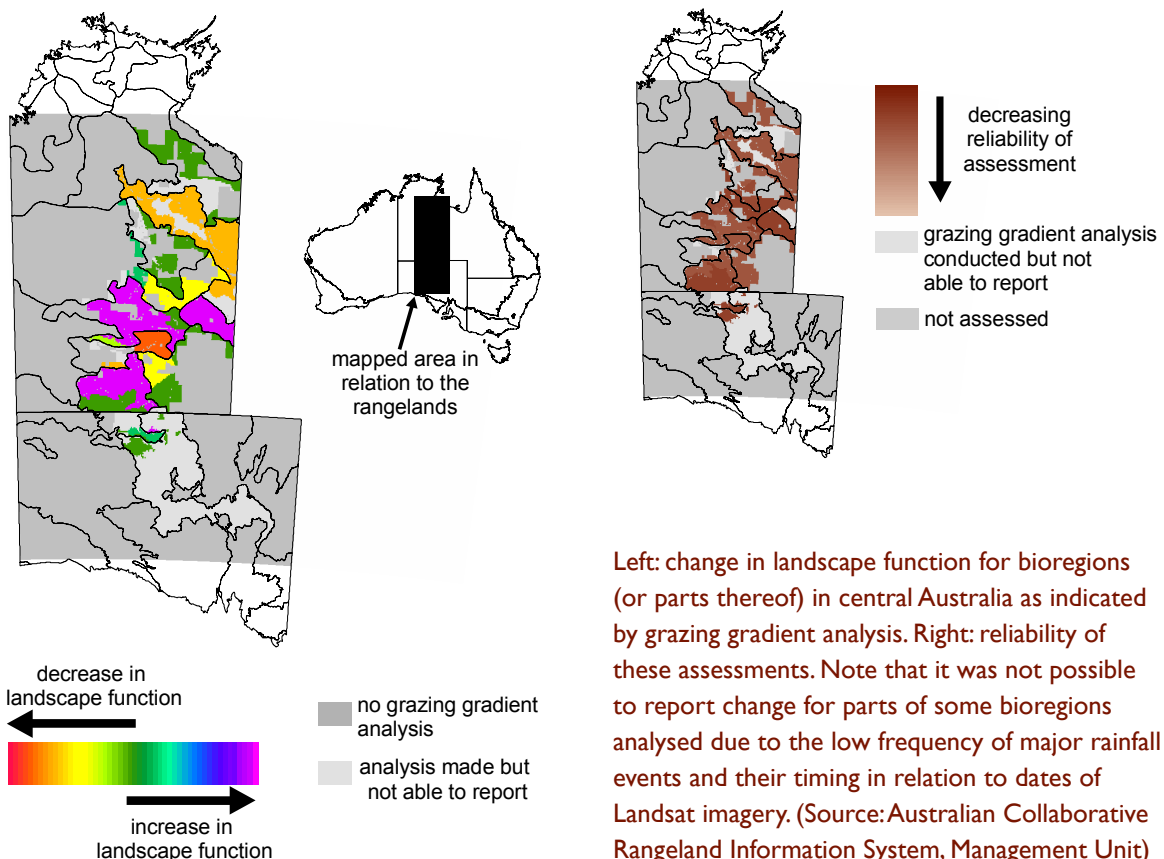 decreasing
reliability of
assessment
grazing gradient analysis
conducted but not
able to report
not assessed
mapped area in
relation to the
rangelands
decrease in
landscape function
increase in
landscape function
no grazing gradient
analysis
analysis made but
not able to report
Left: change in landscape function for bioregions
(or parts thereof) in central Australia as indicated
by grazing gradient analysis. Right: reliability of
these assessments. Note that it was not possible
to report change for parts of some bioregions
analysed due to the low frequency of major rainfall
events and their timing in relation to dates of
Landsat imagery. (Source: Australian Collaborative
Rangeland Information System, Management Unit)